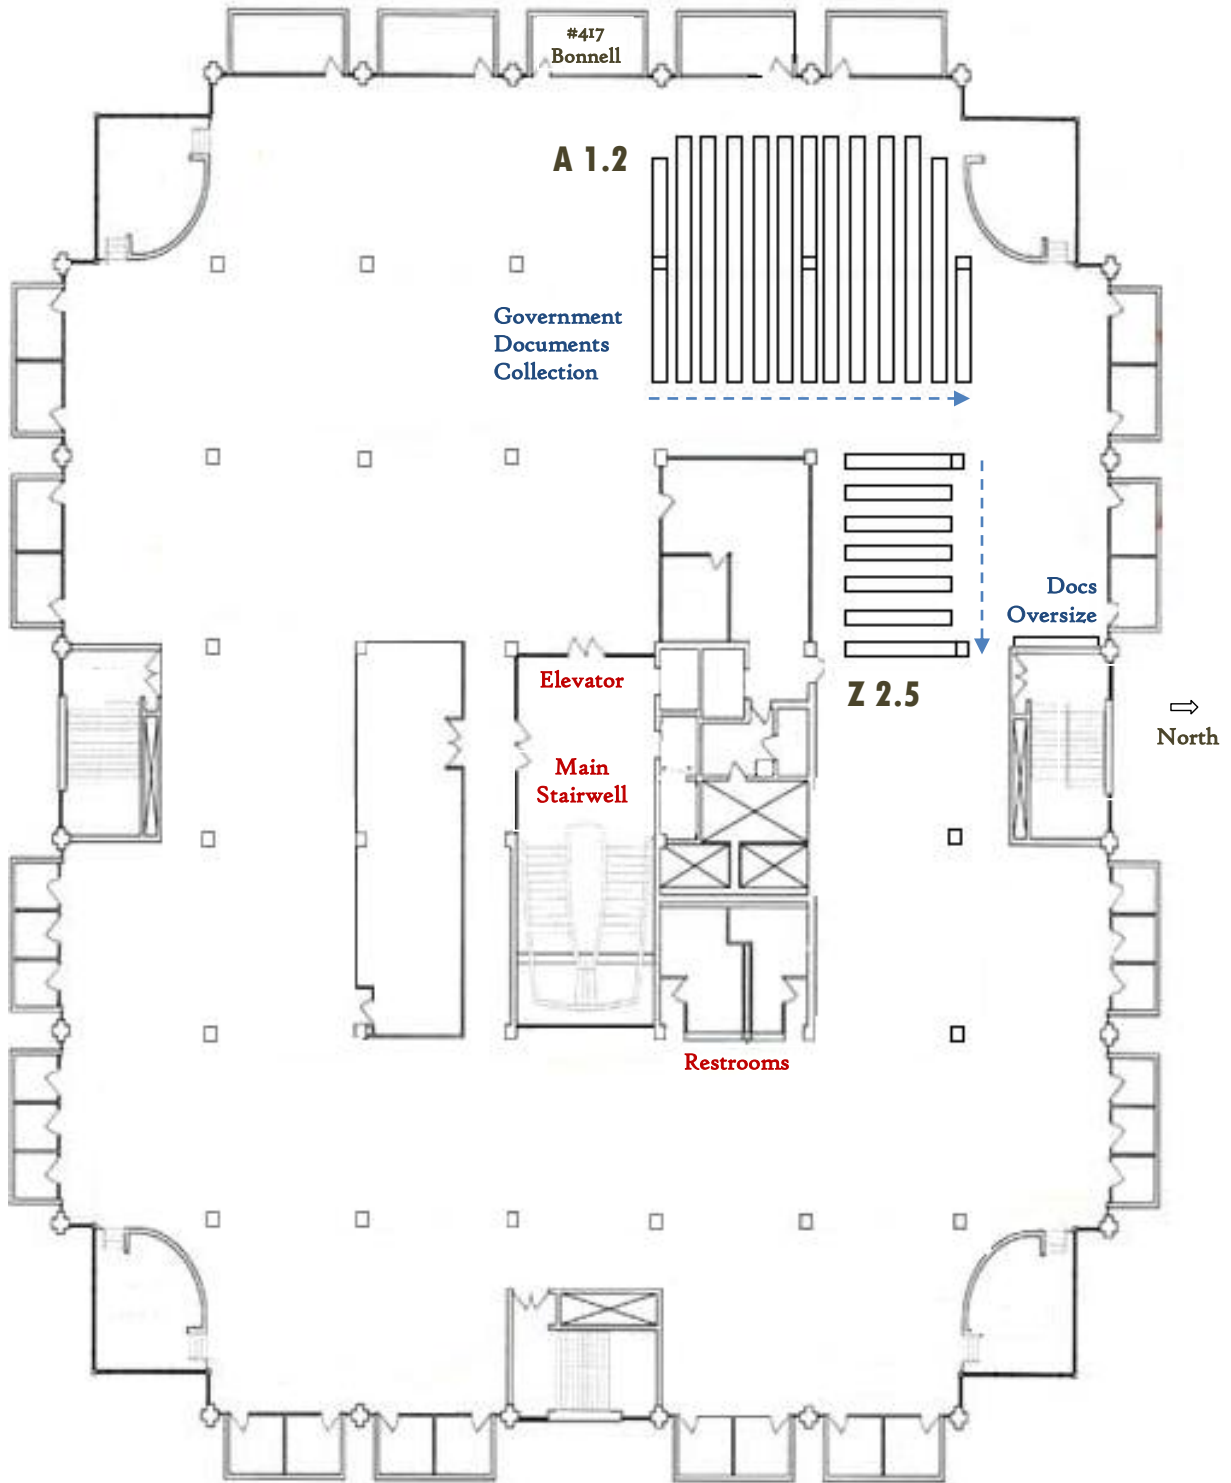 #417
Bonnell
A 1.2
Government
Documents
Collection
Docs
Oversize
Elevator
Z 2.5
North
Main
Stairwell
Restrooms